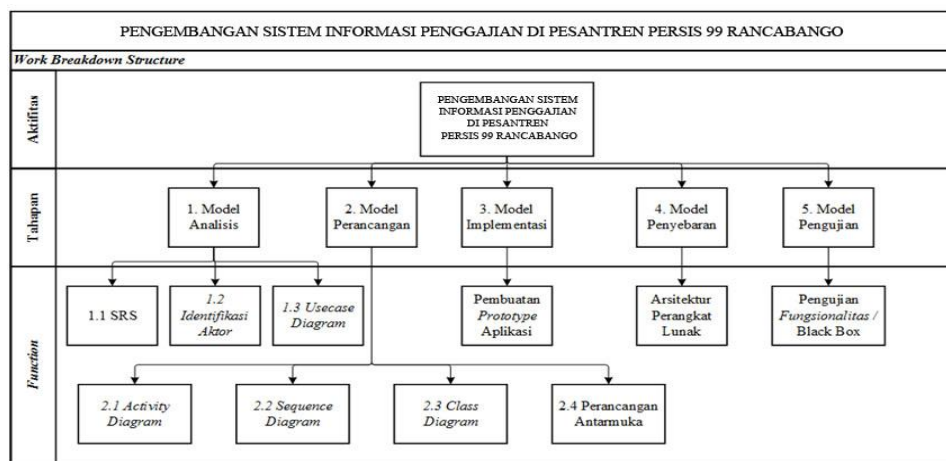 PENGEMBANGAN SISTEM INFORMASI PENGGAJIAN DI PESANTREN PERSIS 99 RANCABANGO
Work Breakdown Structure
Aktifitas
PENGEMBANGAN SISTEM
INFORMASI PENGGAJIAN
DI PESANTREN
PERSIS 99 RANCABANGO
Tahapan
1. Model
Analisis
2. Model
Perancangan
3. Model
Implementasi
4. Model
Penyebaran
5. Model
Pengujian
Function
1.1 SRS
1.2
Identifikasi
Aktor
1.3 Usecase
Diagram
Pembuatan
Prototype
Aplikasi
Arsitektur
Perangkat
Lunak
Pengujian
Fungsionalitas /
Black Box
2.1 Activity
Diagram
2.2 Sequence
Diagram
2.3 Class
Diagram
2.4 Perancangan
Antarmuka